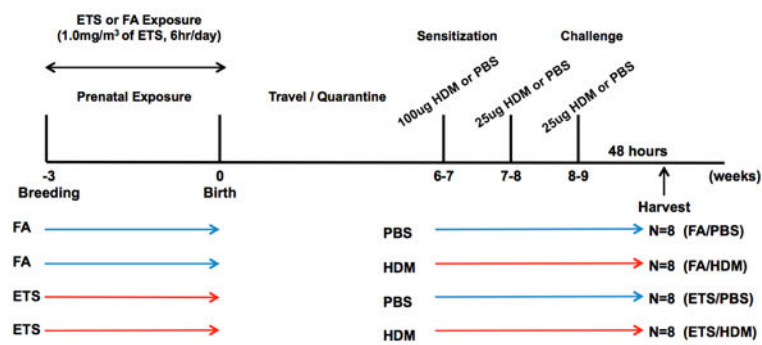 ETS or FA Exposure
(1.0mg/m³ of ETS, 6hr/day)
Sensitization
Challenge
Prenatal Exposure
Travel / Quarantine
100ug HDM or PBS
25ug HDM or PBS
25ug HDM or PBS
48 hours
-3
0
6-7
7-8
8-9
(weeks)
Breeding
Birth
Harvest
FA
PBS
N=8 (FA/PBS)
FA
HDM
N=8 (FA/HDM)
ETS
PBS
N=8 (ETS/PBS)
ETS
HDM
N=8 (ETS/HDM)